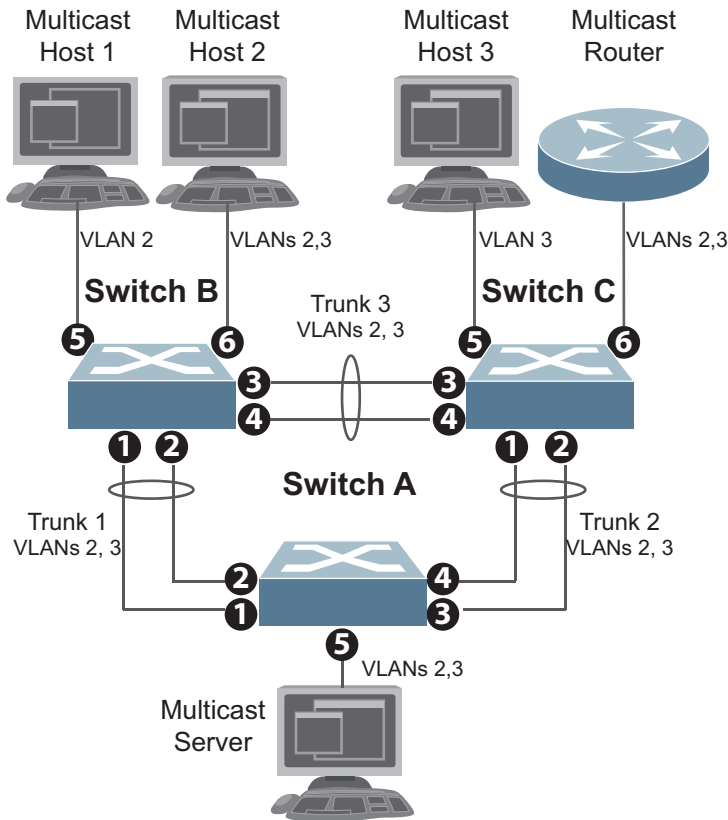 Multicast
Host 1
Multicast
Host 2
Multicast
Host 3
Multicast
Router
VLAN 2
VLANs 2,3
VLAN 3
VLANs 2,3
Switch B
Trunk 3
VLANs 2, 3
Switch C
5
6
5
6
3
3
4
4
1
2
1
2
Switch A
Trunk 1
VLANs 2, 3
Trunk 2
VLANs 2, 3
2
4
1
3
5
VLANs 2,3
Multicast
Server